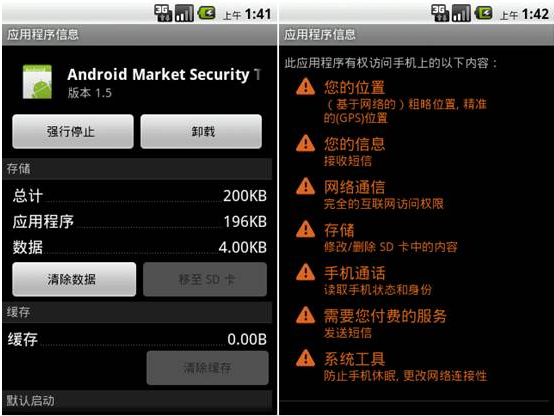 3G 上午 1:41
应用程序信息
Android Market Security T
版本 1.5
强行停止 卸载
存储
总计 200KB
应用程序 196KB
数据 4.00KB
清除数据 移至 SD 卡
缓存
缓存 0.00B
清除缓存
默认启动
3G 上午 1:42
应用程序信息
此应用程序有权访问手机上的以下内容：
您的位置
（基于网络的）粗略位置, 精准
的(GPS)位置
您的信息
接收短信
网络通信
完全的互联网访问权限
存储
修改/删除 SD 卡中的内容
手机通话
读取手机状态和身份
需要您付费的服务
发送短信
系统工具
防止手机休眠, 更改网络连接性